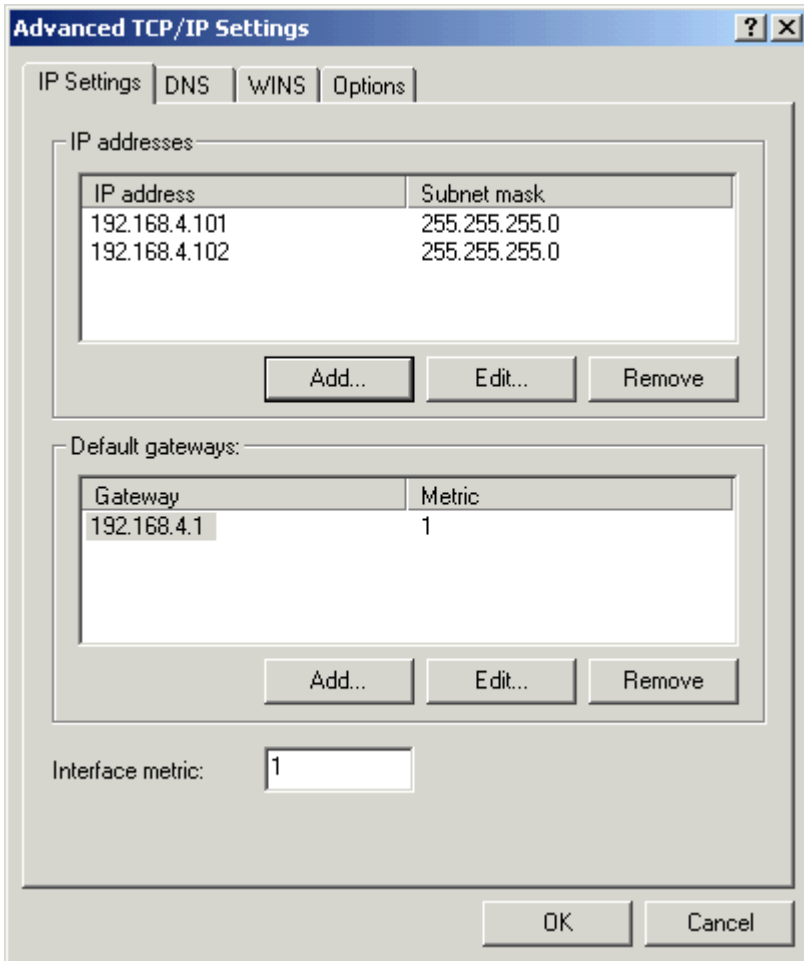 Advanced TCP/IP Settings
IP Settings DNS WINS Options
IP addresses
IP address Subnet mask
192.168.4.101 255.255.255.0
192.168.4.102 255.255.255.0
Add... Edit... Remove
Default gateways:
Gateway Metric
192.168.4.1 1
Add... Edit... Remove
Interface metric: 1
OK Cancel